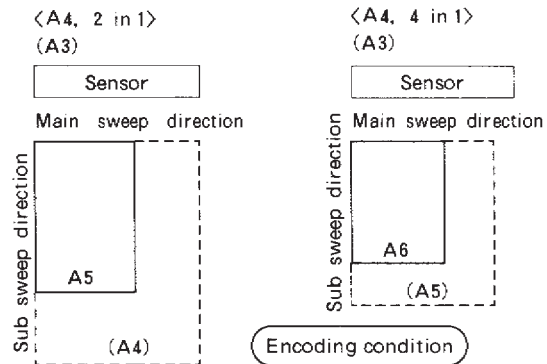 〈A4, 2 in 1〉
(A3)
Sensor
Main sweep direction
Sub sweep direction
A5
(A4)
〈A4, 4 in 1〉
(A3)
Sensor
Main sweep direction
Sub sweep direction
A6
(A5)
Encoding condition